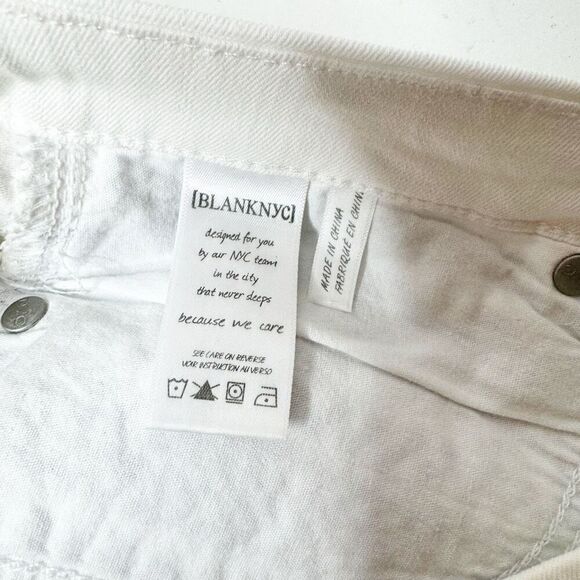 [BLANKNYC]
designed for you
by our NYC team
in the city
that never sleeps
because we care
SEE CARE ON REVERSE
VOIR INSTRUCTION AU VERSO
MADE IN CHINA
FABRIQUÉ EN CHINE